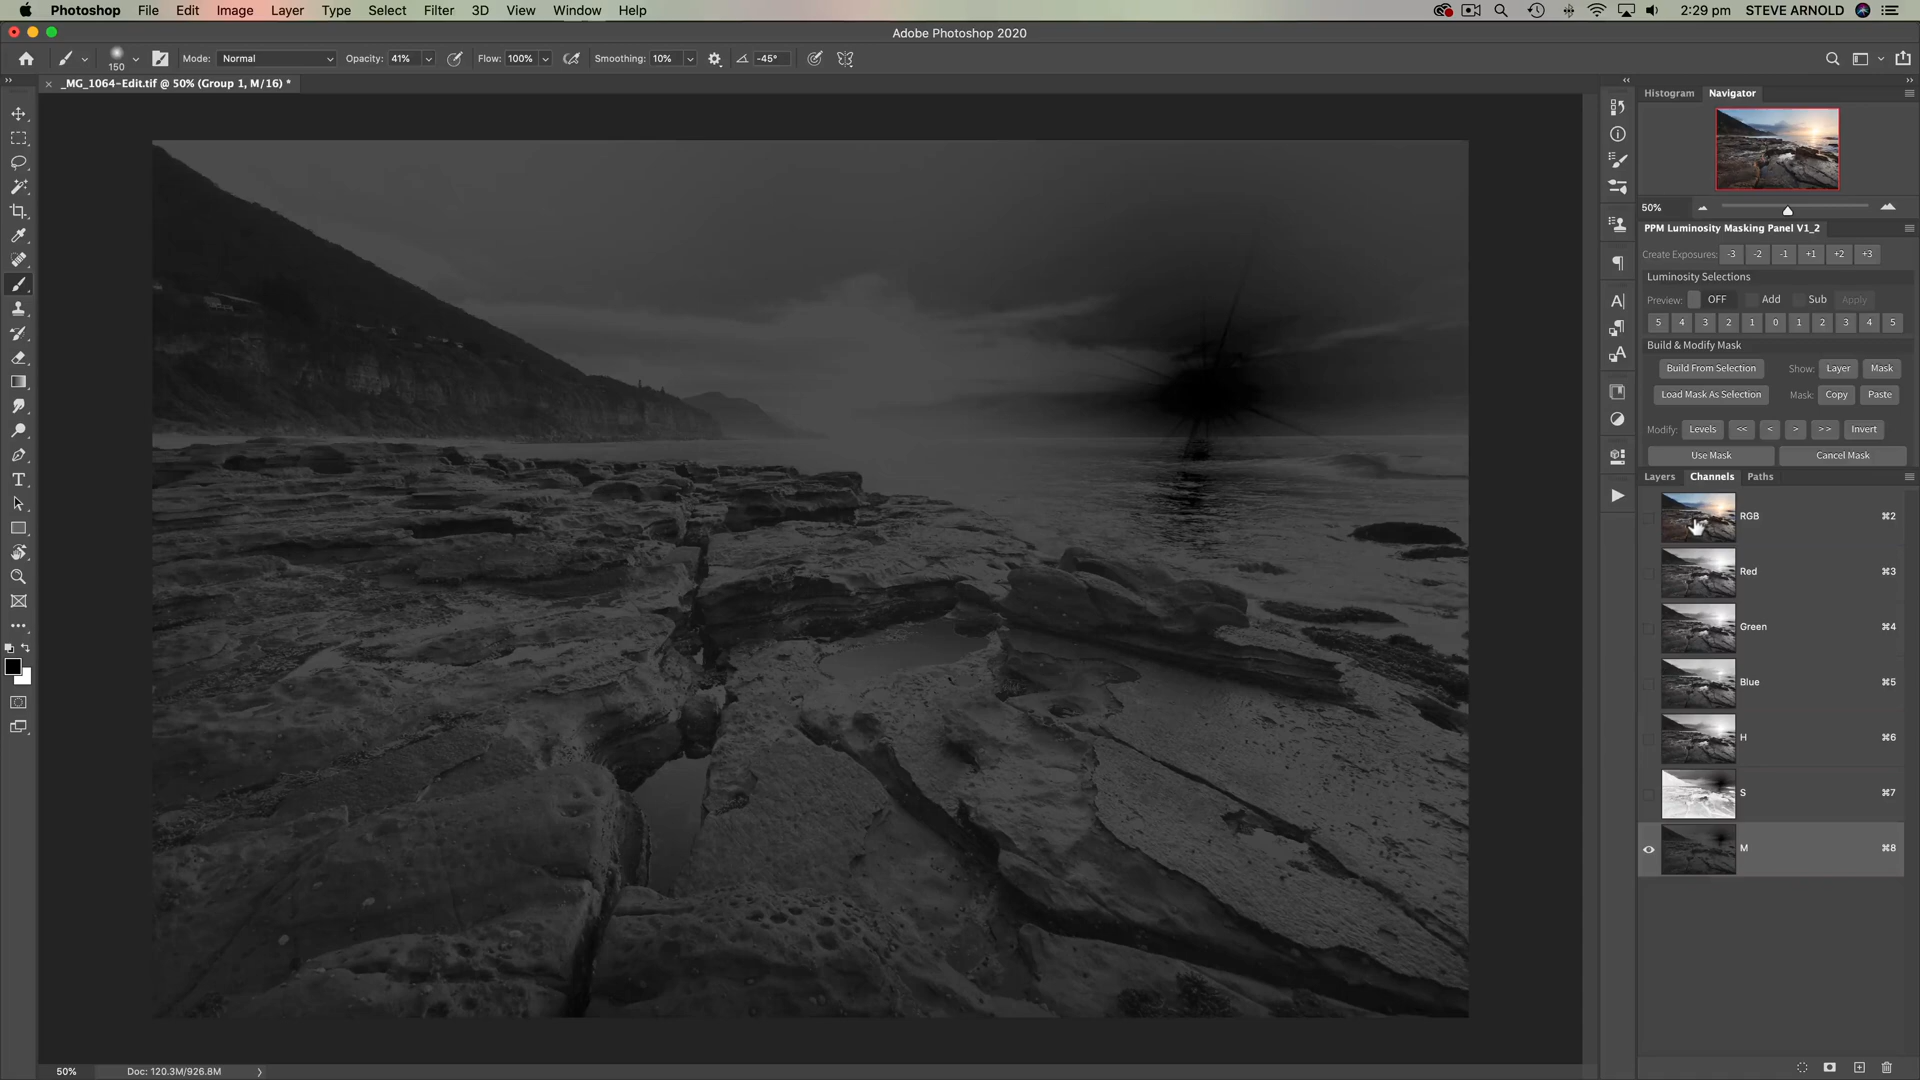 Photoshop File Edit Image Layer Type Select Filter 3D View Window Help 2:29 pm STEVE ARNOLD
Adobe Photoshop 2020
150 Mode: Normal Opacity: 41% Flow: 100% Smoothing: 10% -45°
_MG_1064-Edit.tif @ 50% (Group 1, M/16) *
Histogram Navigator
50%
PPM Luminosity Masking Panel V1_2
Create Exposures: -3 -2 -1 +1 +2 +3
Luminosity Selections
Preview: OFF Add Sub Apply
5 4 3 2 1 0 1 2 3 4 5
Build & Modify Mask
Build From Selection Show: Layer Mask
Load Mask As Selection Mask: Copy Paste
Modify: Levels << < > >> Invert
Use Mask Cancel Mask
Layers Channels Paths
RGB ⌘2
Red ⌘3
Green ⌘4
Blue ⌘5
H ⌘6
S ⌘7
M ⌘8
50% Doc: 120.3M/926.8M